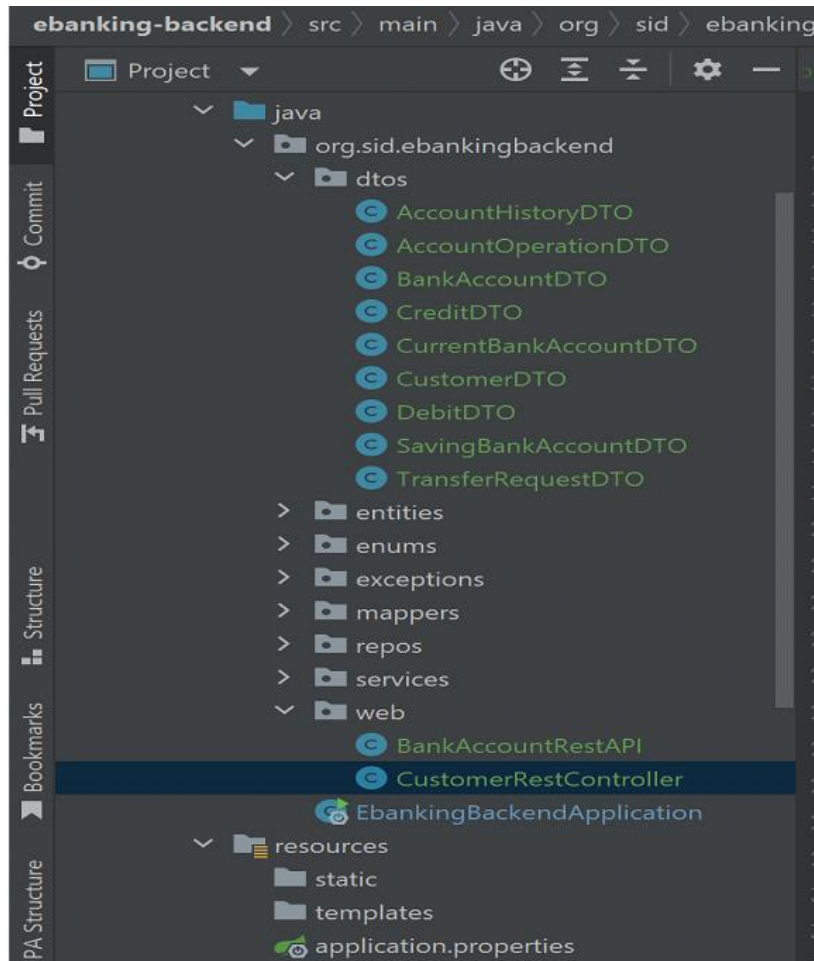 ebanking-backend 〉 src 〉 main 〉 java 〉 org 〉 sid 〉 ebanking
Project
java
org.sid.ebankingbackend
dtos
AccountHistoryDTO
AccountOperationDTO
BankAccountDTO
CreditDTO
CurrentBankAccountDTO
CustomerDTO
DebitDTO
SavingBankAccountDTO
TransferRequestDTO
entities
enums
exceptions
mappers
repos
services
web
BankAccountRestAPI
CustomerRestController
EbankingBackendApplication
resources
static
templates
application.properties
Project
Commit
Pull Requests
Structure
Bookmarks
PA Structure